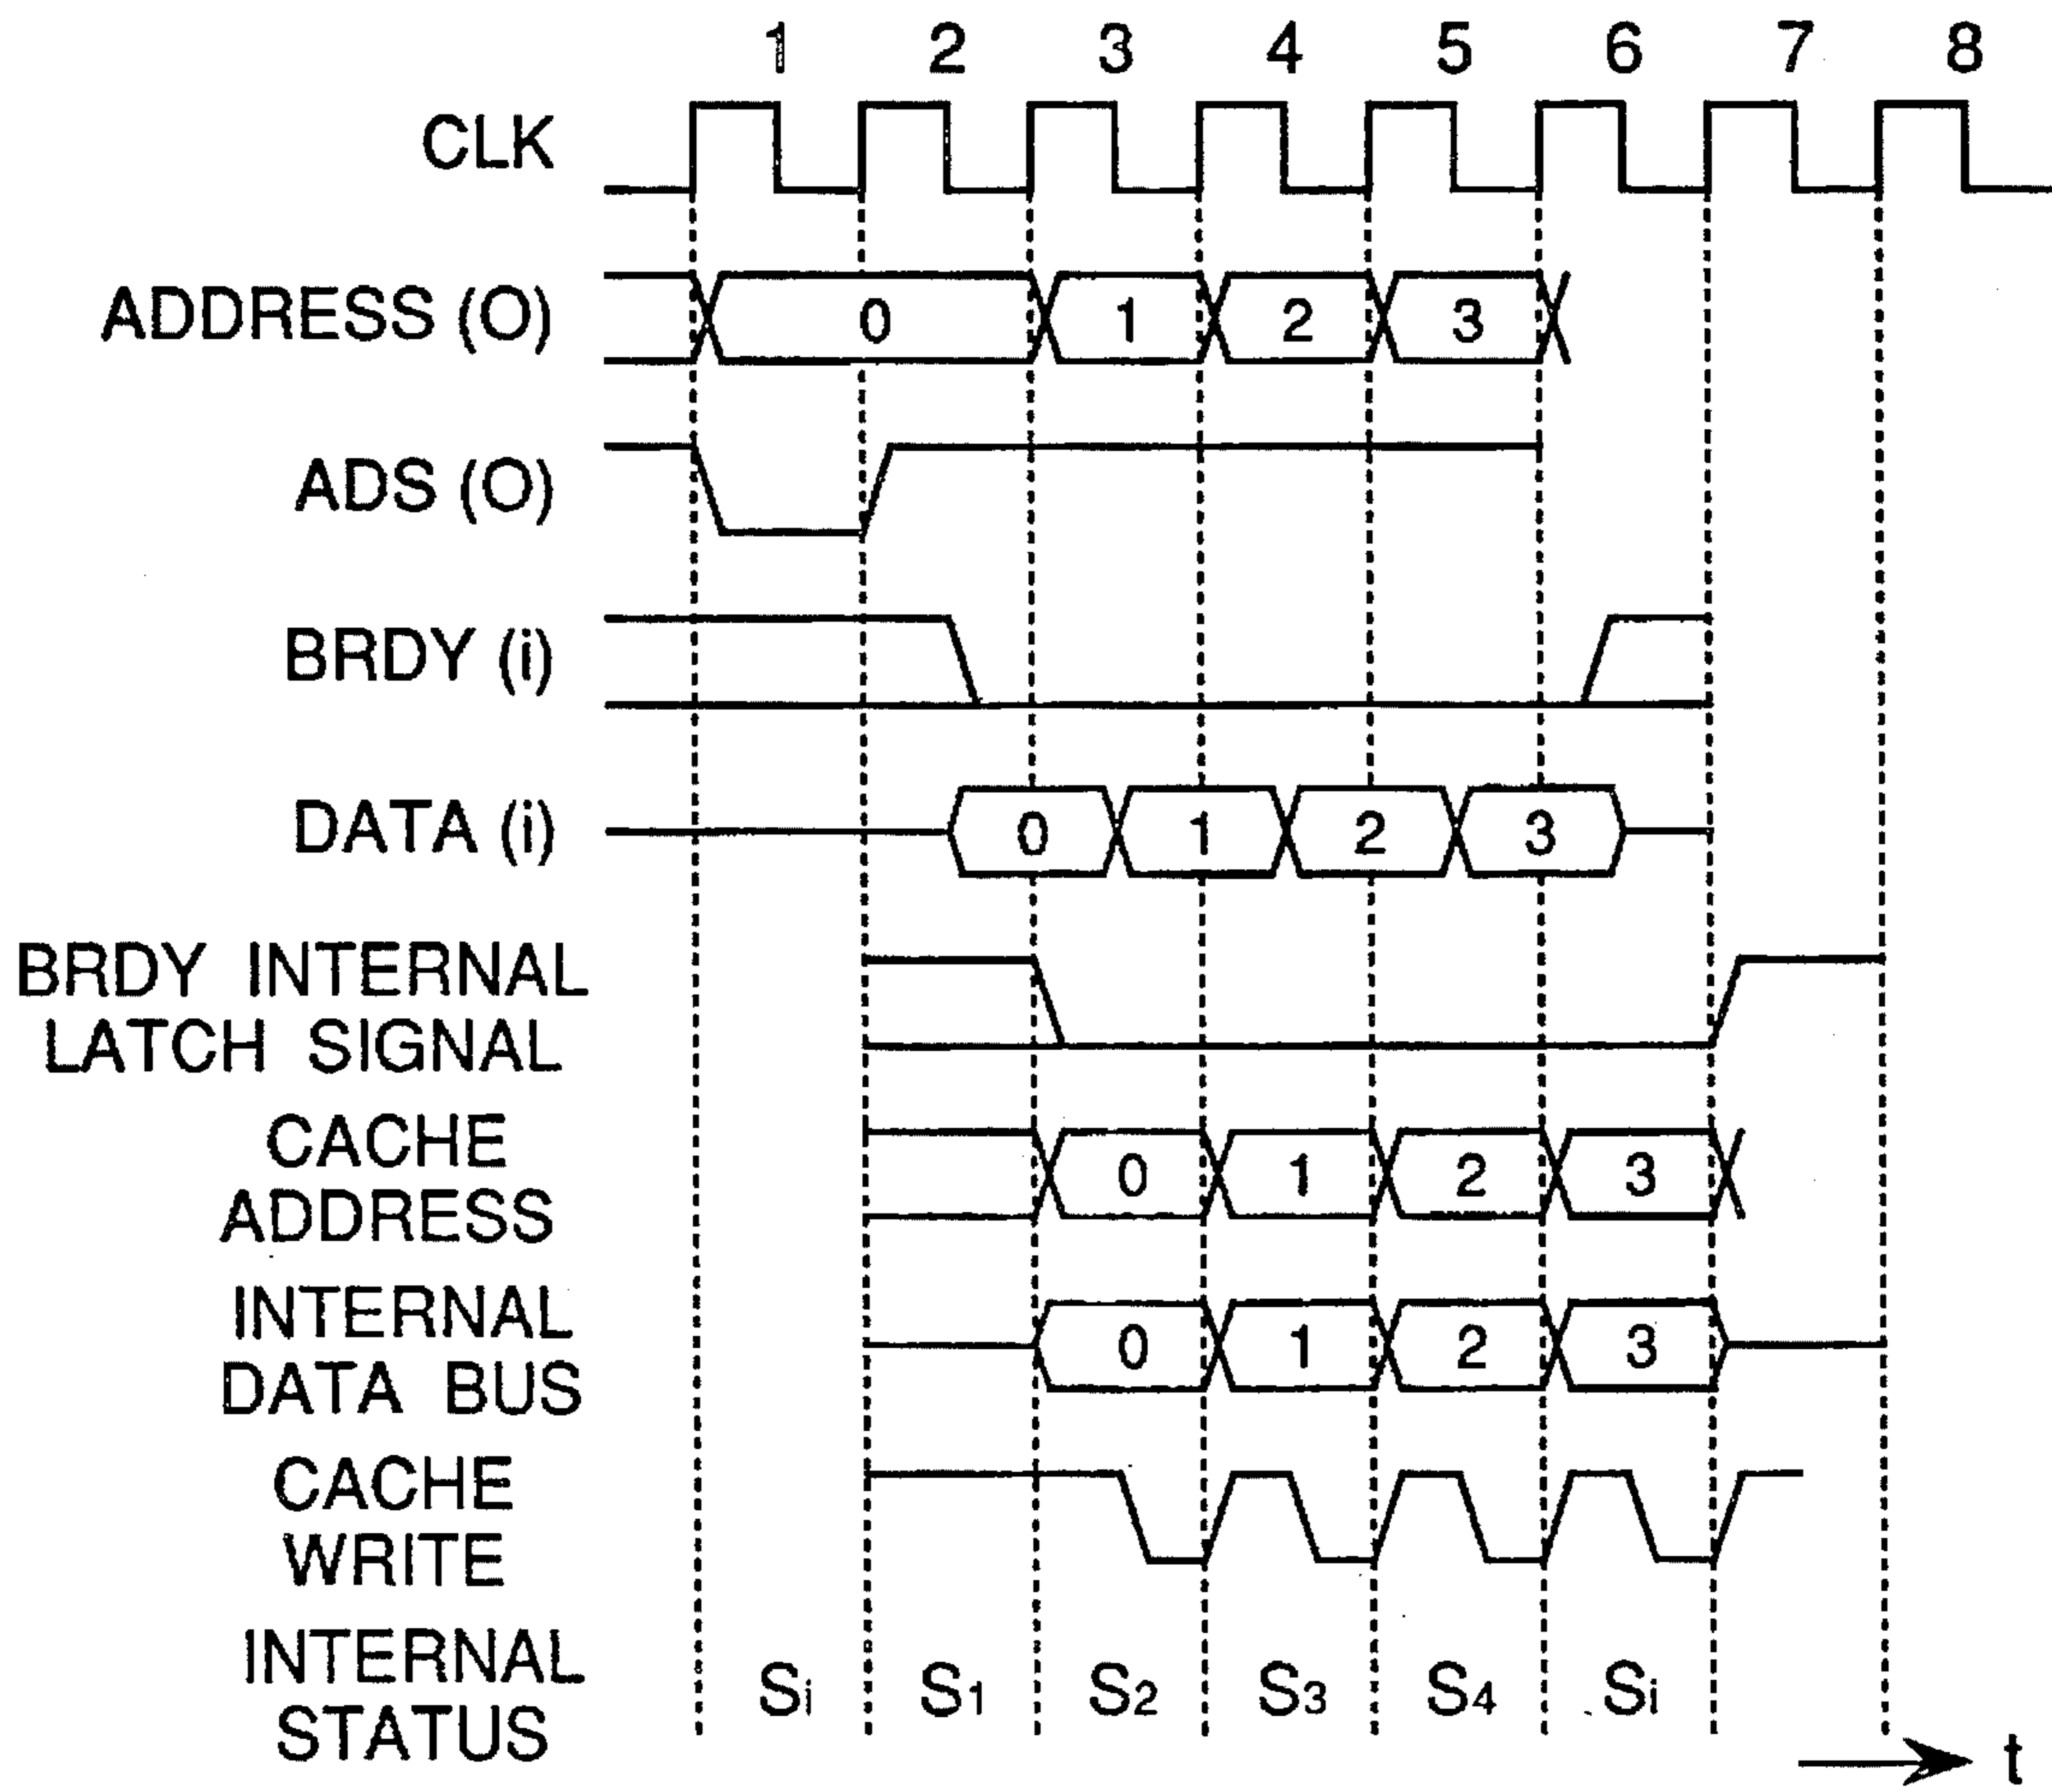 1 2 3 4 5 6 7 8
CLK
ADDRESS (O) 0 1 2 3
ADS (O)
BRDY (i)
DATA (i) 0 1 2 3
BRDY INTERNAL
LATCH SIGNAL
CACHE
ADDRESS 0 1 2 3
INTERNAL
DATA BUS 0 1 2 3
CACHE
WRITE
INTERNAL
STATUS Si S1 S2 S3 S4 Si
t